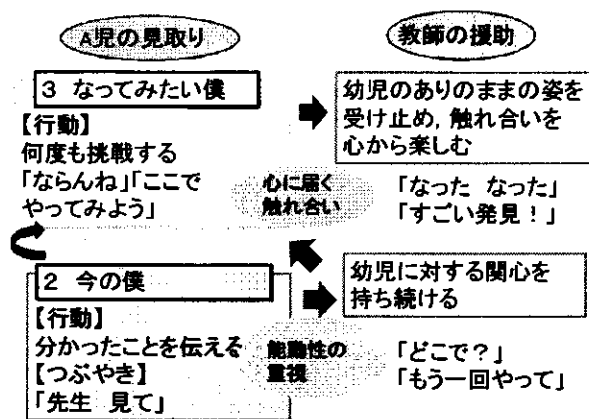 A児の見取り
教師の援助
3 なってみたい僕
【行動】
何度も挑戦する
「ならんね」「ここで
やってみよう」
幼児のありのままの姿を
受け止め,触れ合いを
心から楽しむ
心に届く
触れ合い
「なった なった」
「すごい発見!」
2 今の僕
【行動】
分かったことを伝える
【つぶやき】
「先生 見て」
幼児に対する関心を
持ち続ける
能動性の
重視
「どこで?」
「もう一回やって」